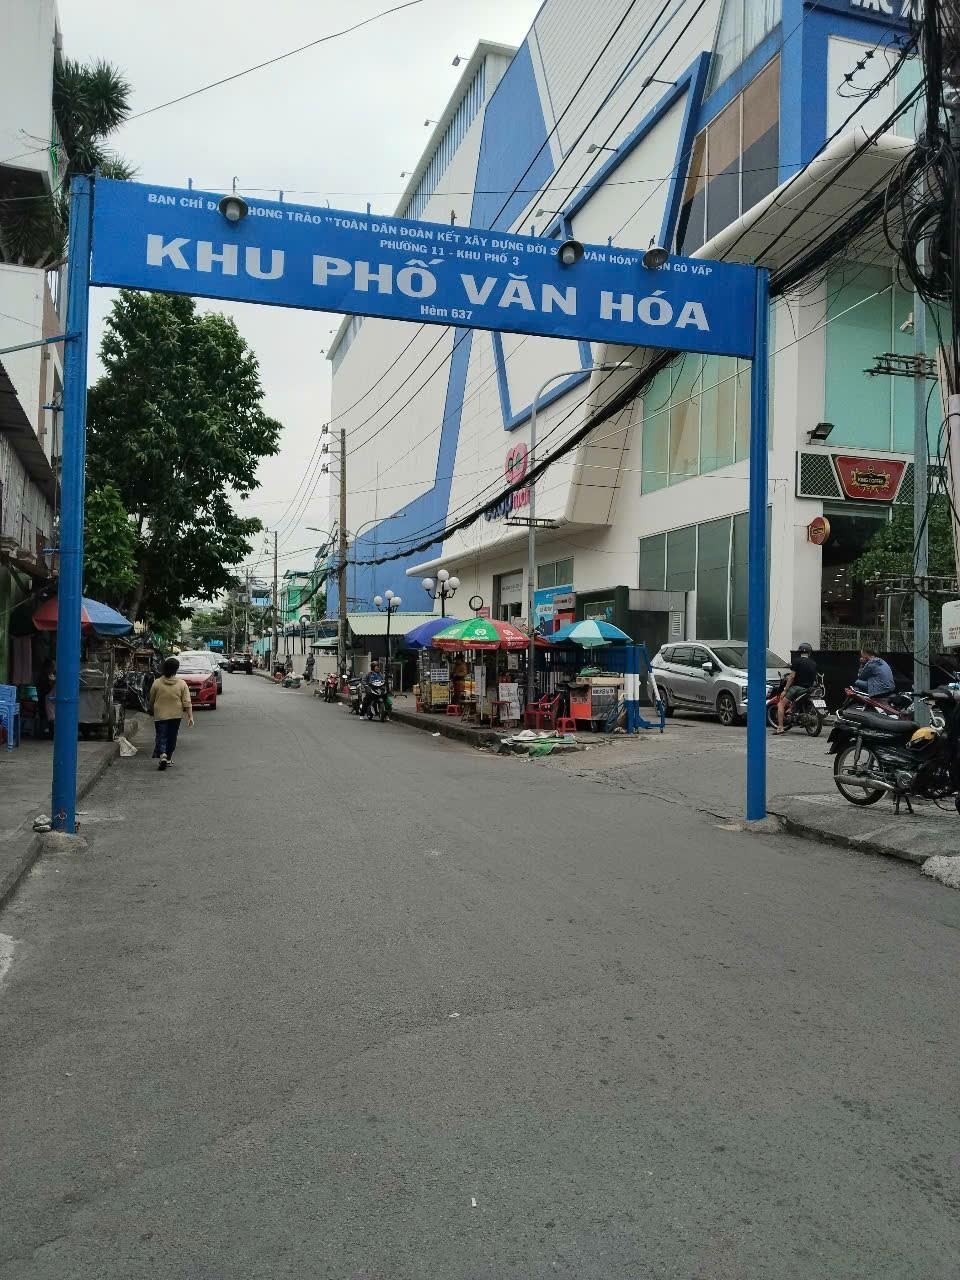 BAN CHỈ ĐẠO PHONG TRÀO "TOÀN DÂN ĐOÀN KẾT XÂY DỰNG ĐỜI SỐNG VĂN HÓA" QUẬN GÒ VẤP
PHƯỜNG 11 - KHU PHỐ 3
KHU PHỐ VĂN HÓA
Hẻm 637
KING COFFEE